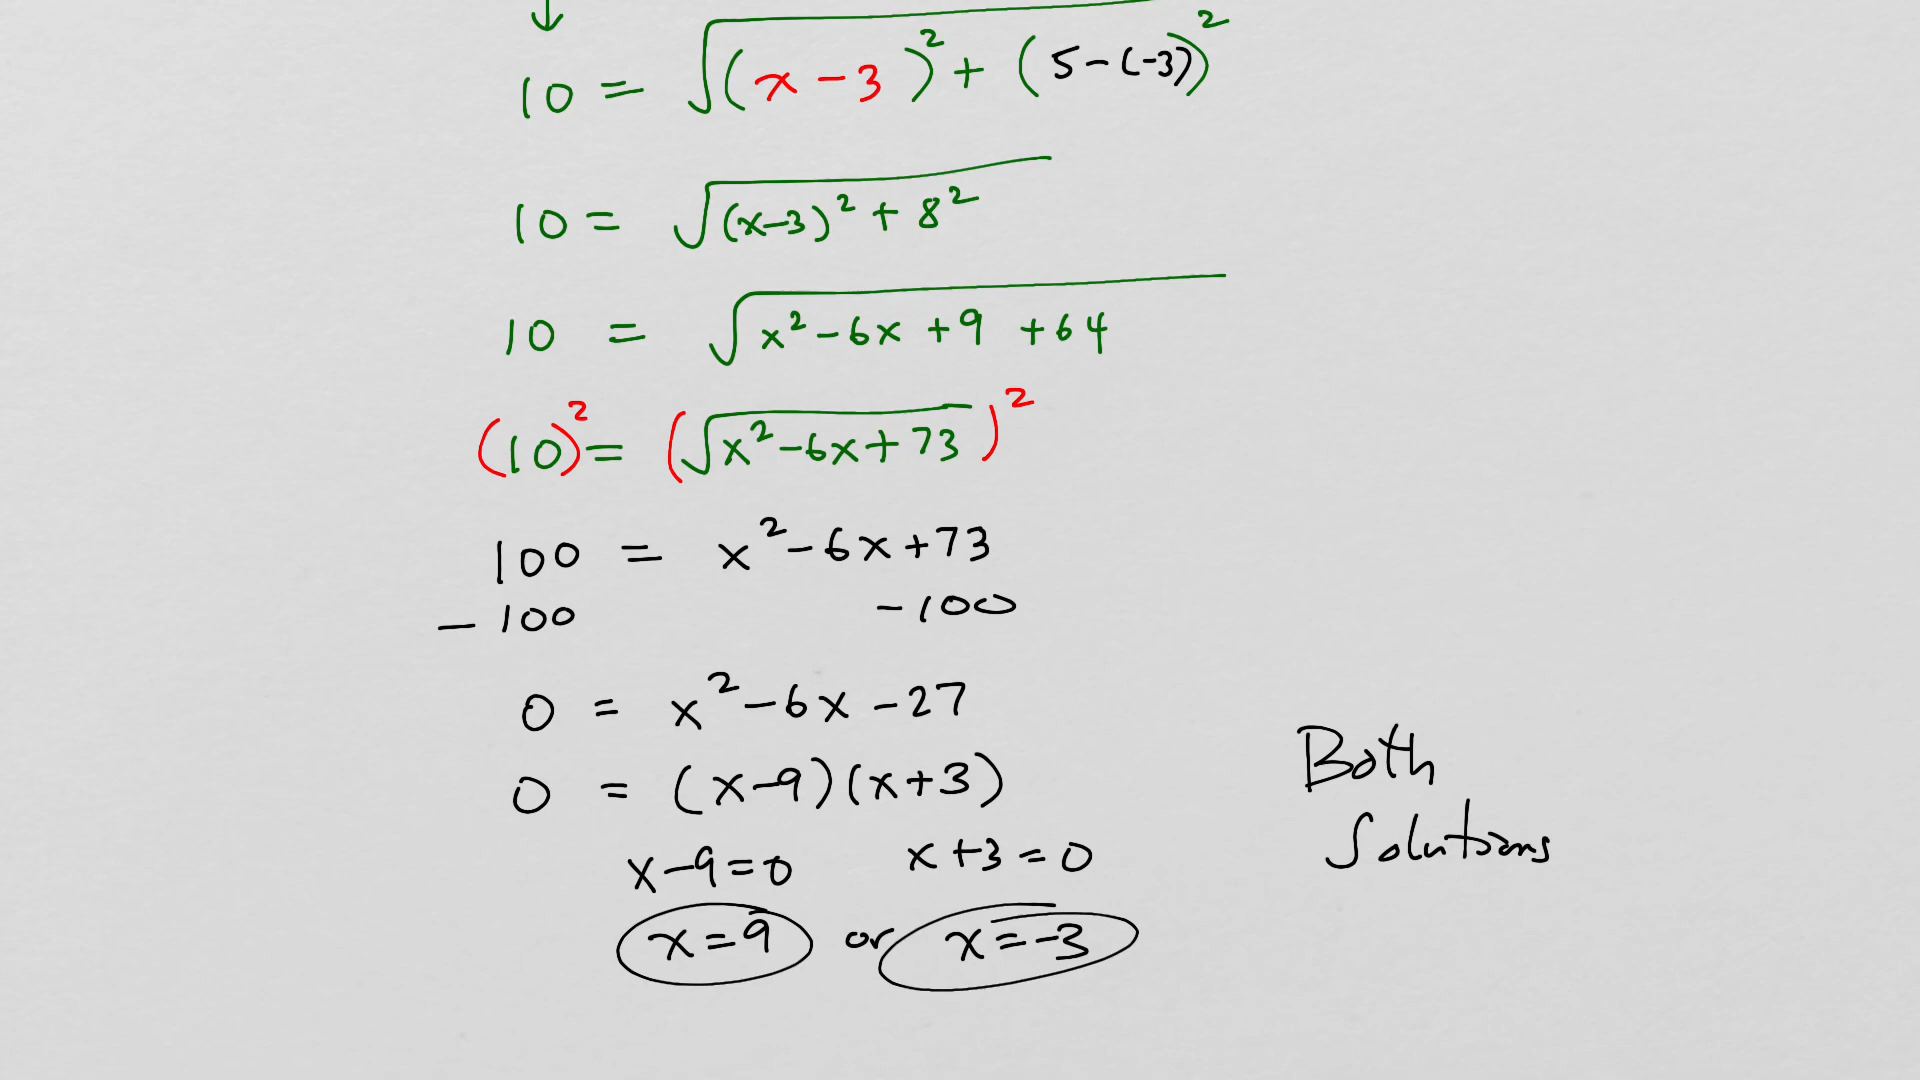 ↓
10 = √((x-3)² + (5-(-3))²)
10 = √((x-3)² + 8²)
10 = √(x²-6x+9 +64)
(10)² = (√(x²-6x+73))²
100 = x²-6x+73
-100 -100
0 = x²-6x-27
0 = (x-9)(x+3)
x-9=0 x+3=0
x=9 or x=-3
Both
Solutions